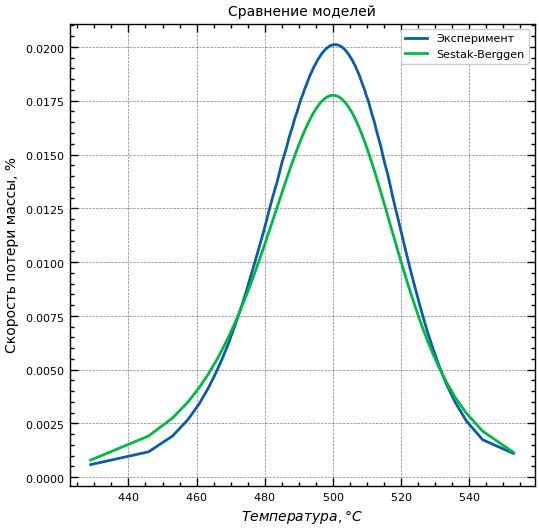 Сравнение моделей
Эксперимент
Sestak-Berggen
Скорость потери массы, %
0.0200
0.0175
0.0150
0.0125
0.0100
0.0075
0.0050
0.0025
0.0000
440 460 480 500 520 540
Температура, °C